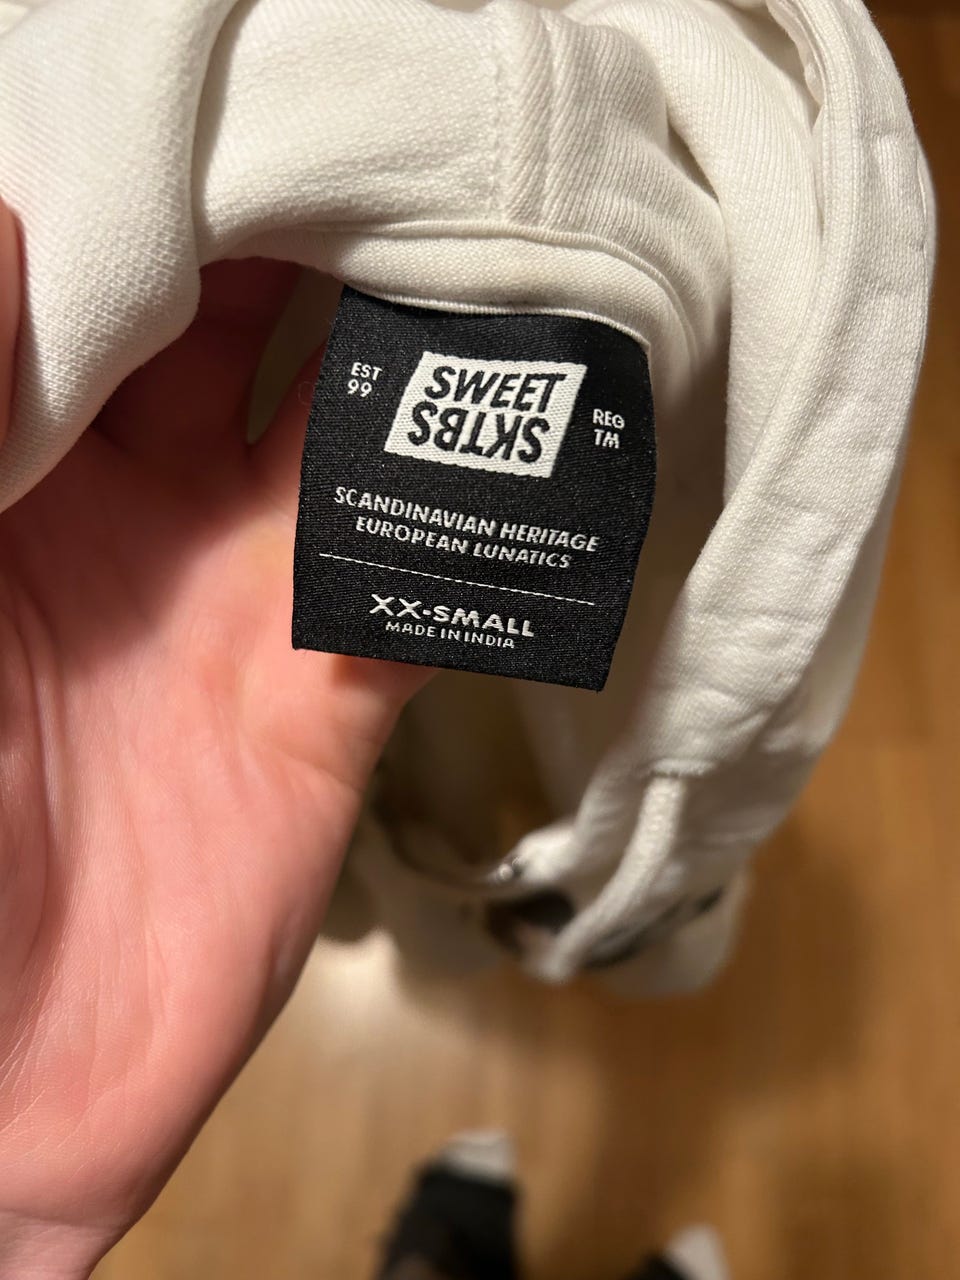 EST
99
SWEET
SKTBS
REG
TM
SCANDINAVIAN HERITAGE
EUROPEAN LUNATICS
XX-SMALL
MADE IN INDIA